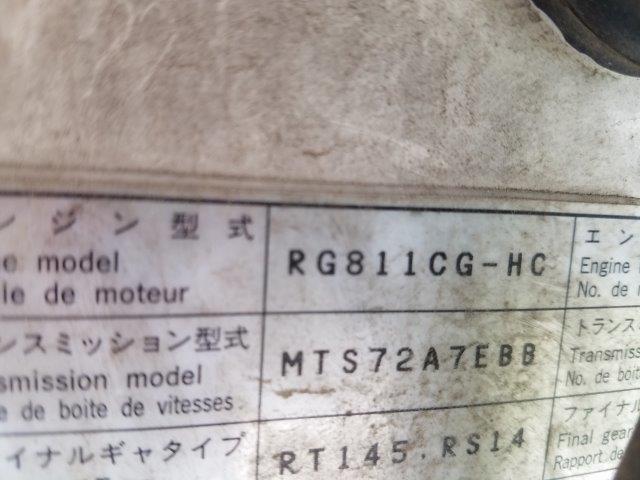 ンジン型式
e model
le de moteur
RG811CG-HC
エン
Engine
No. de
ンスミッション型式
smission model
de boite de vitesses
MTS72A7EBB
トランス
Transmiss
No. de boit
イナルギヤタイプ
RT145.RS14
ファイナル
Final gear
Rapport de